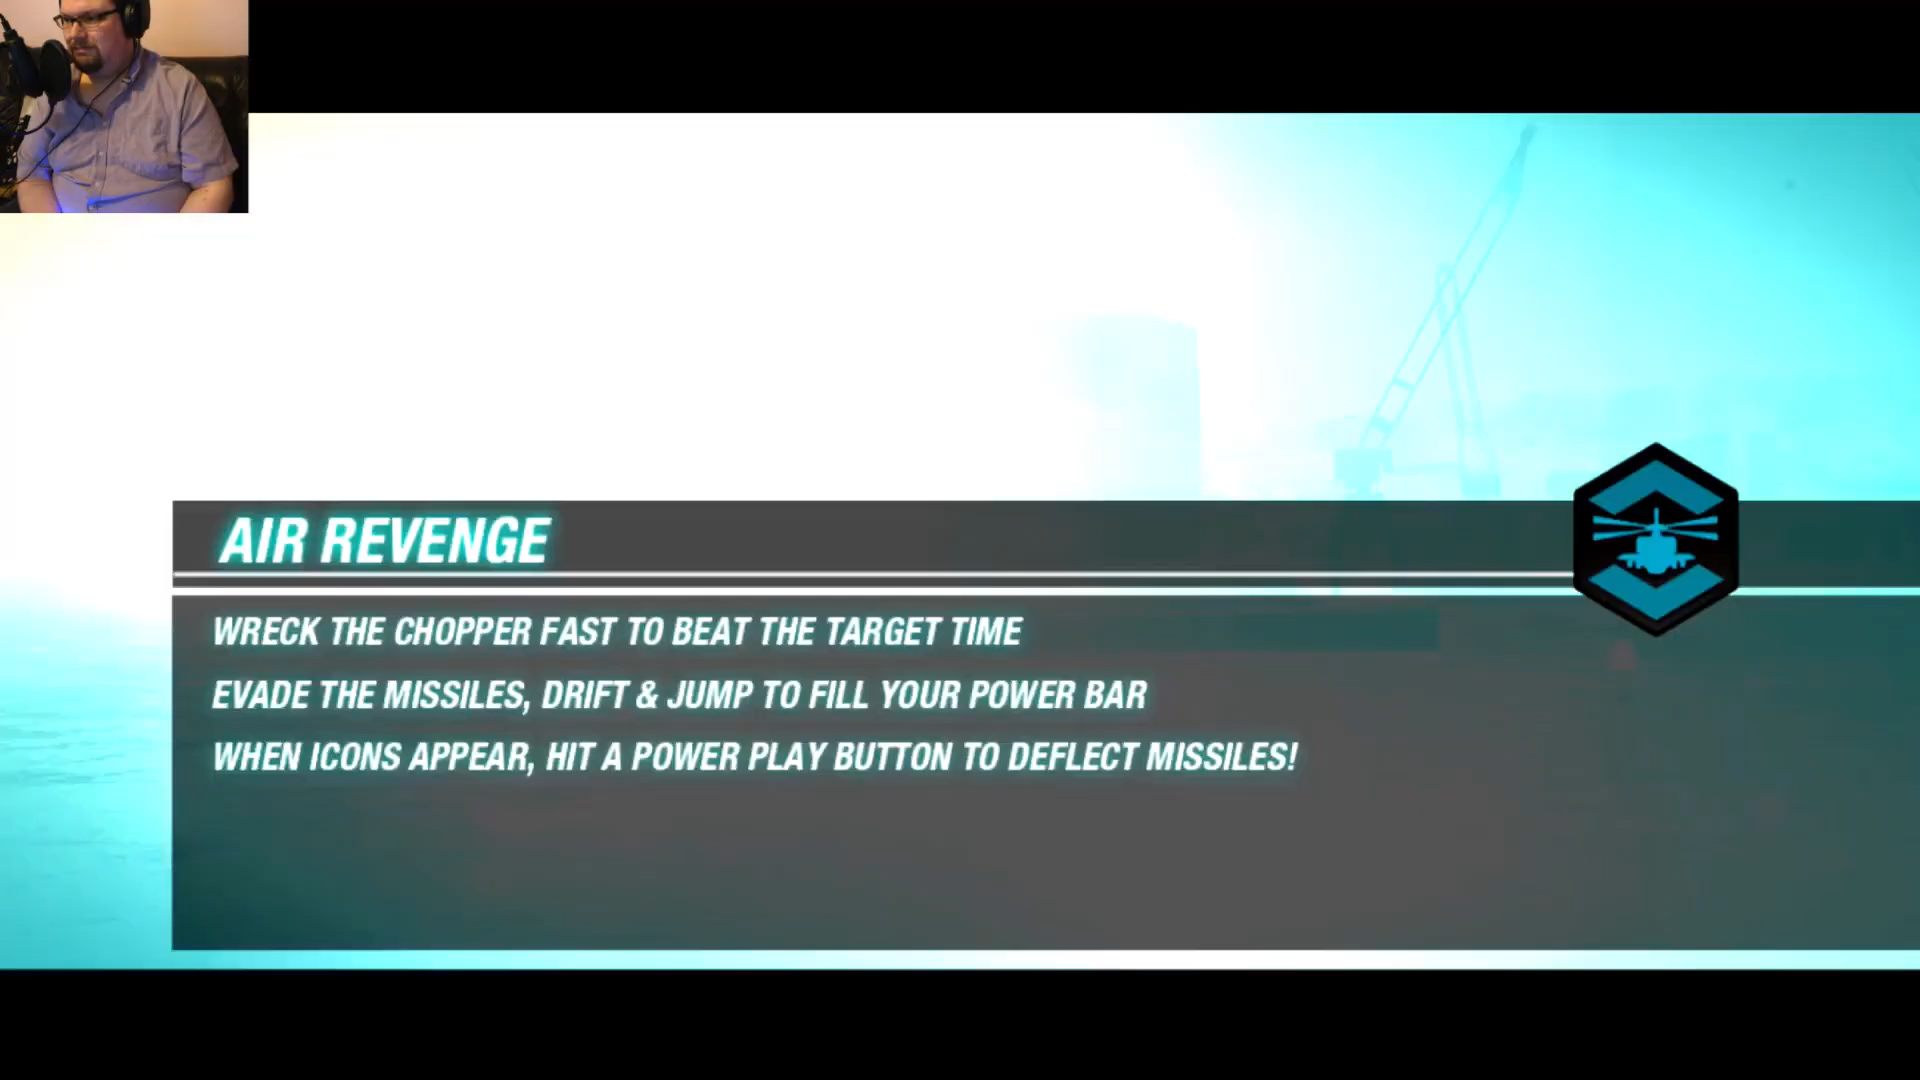 AIR REVENGE
WRECK THE CHOPPER FAST TO BEAT THE TARGET TIME
EVADE THE MISSILES, DRIFT & JUMP TO FILL YOUR POWER BAR
WHEN ICONS APPEAR, HIT A POWER PLAY BUTTON TO DEFLECT MISSILES!